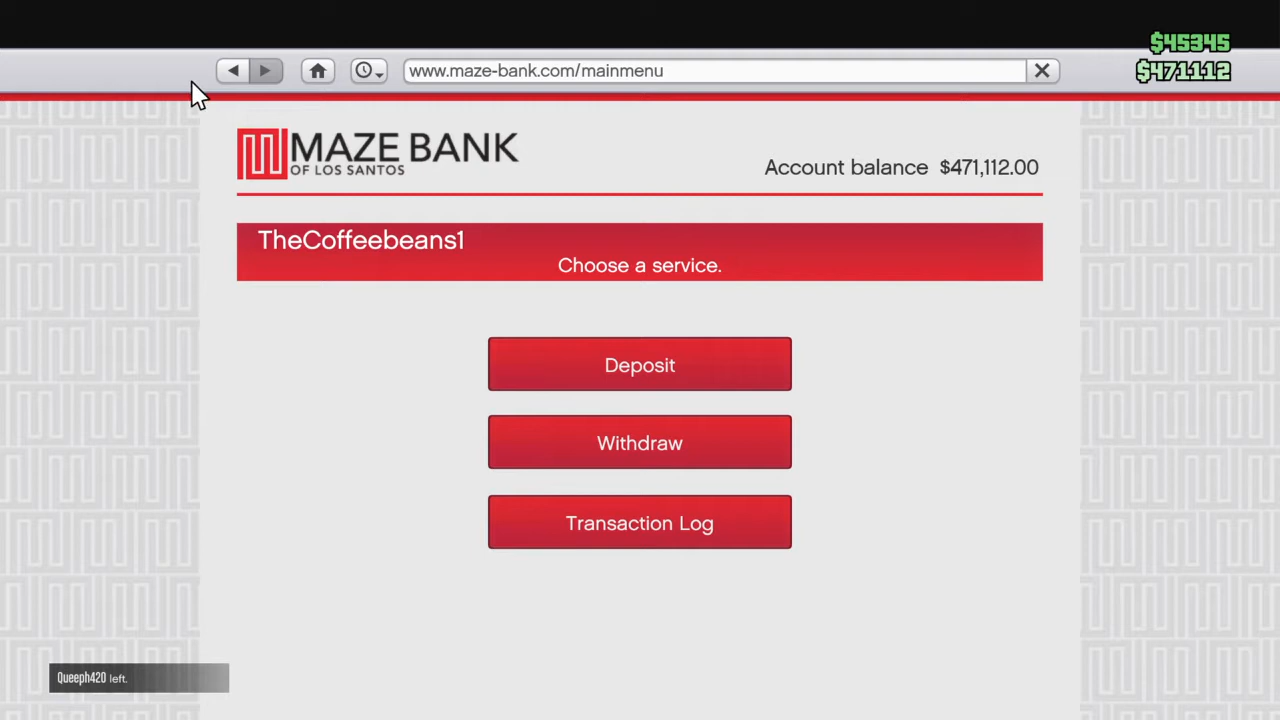 $45345
$471112
www.maze-bank.com/mainmenu
MAZE BANK
OF LOS SANTOS
Account balance $471,112.00
TheCoffeebeans1
Choose a service.
Deposit
Withdraw
Transaction Log
Queeph420 left.